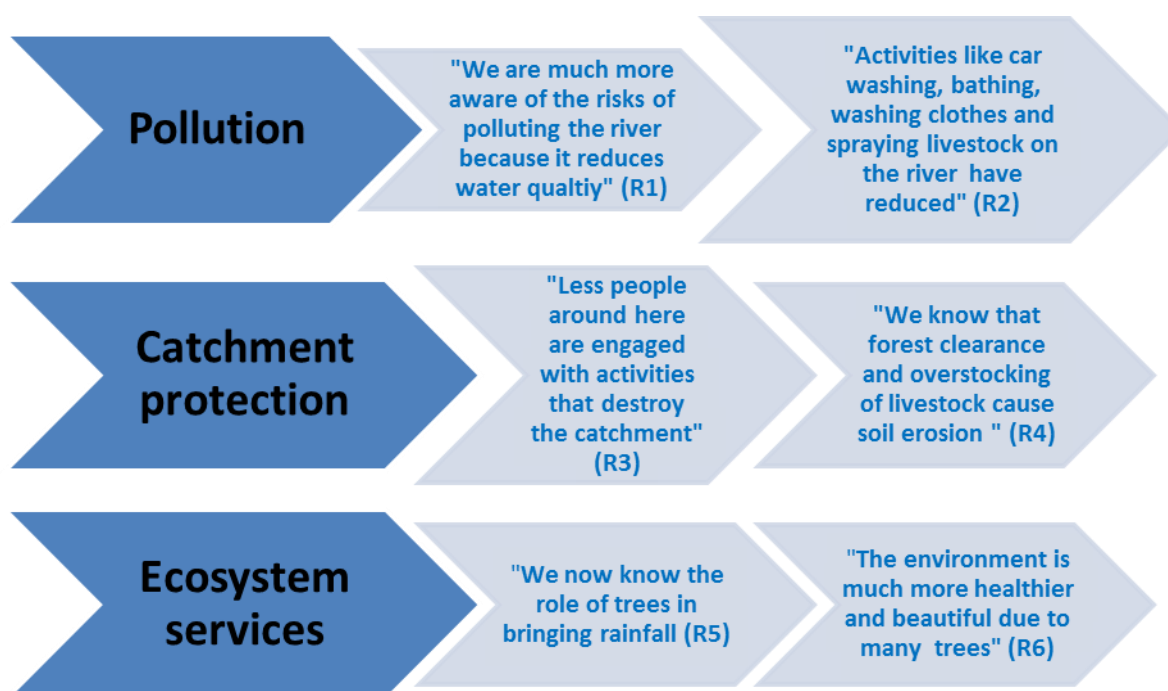 Pollution
"We are much more
aware of the risks of
polluting the river
because it reduces
water qualtiy" (R1)
"Activities like car
washing, bathing,
washing clothes and
spraying livestock on
the river have
reduced" (R2)
Catchment
protection
"Less people
around here
are engaged
with activities
that destroy
the catchment"
(R3)
"We know that
forest clearance
and overstocking
of livestock cause
soil erosion " (R4)
Ecosystem
services
"We now know the
role of trees in
bringing rainfall (R5)
"The environment is
much more healthier
and beautiful due to
many trees" (R6)